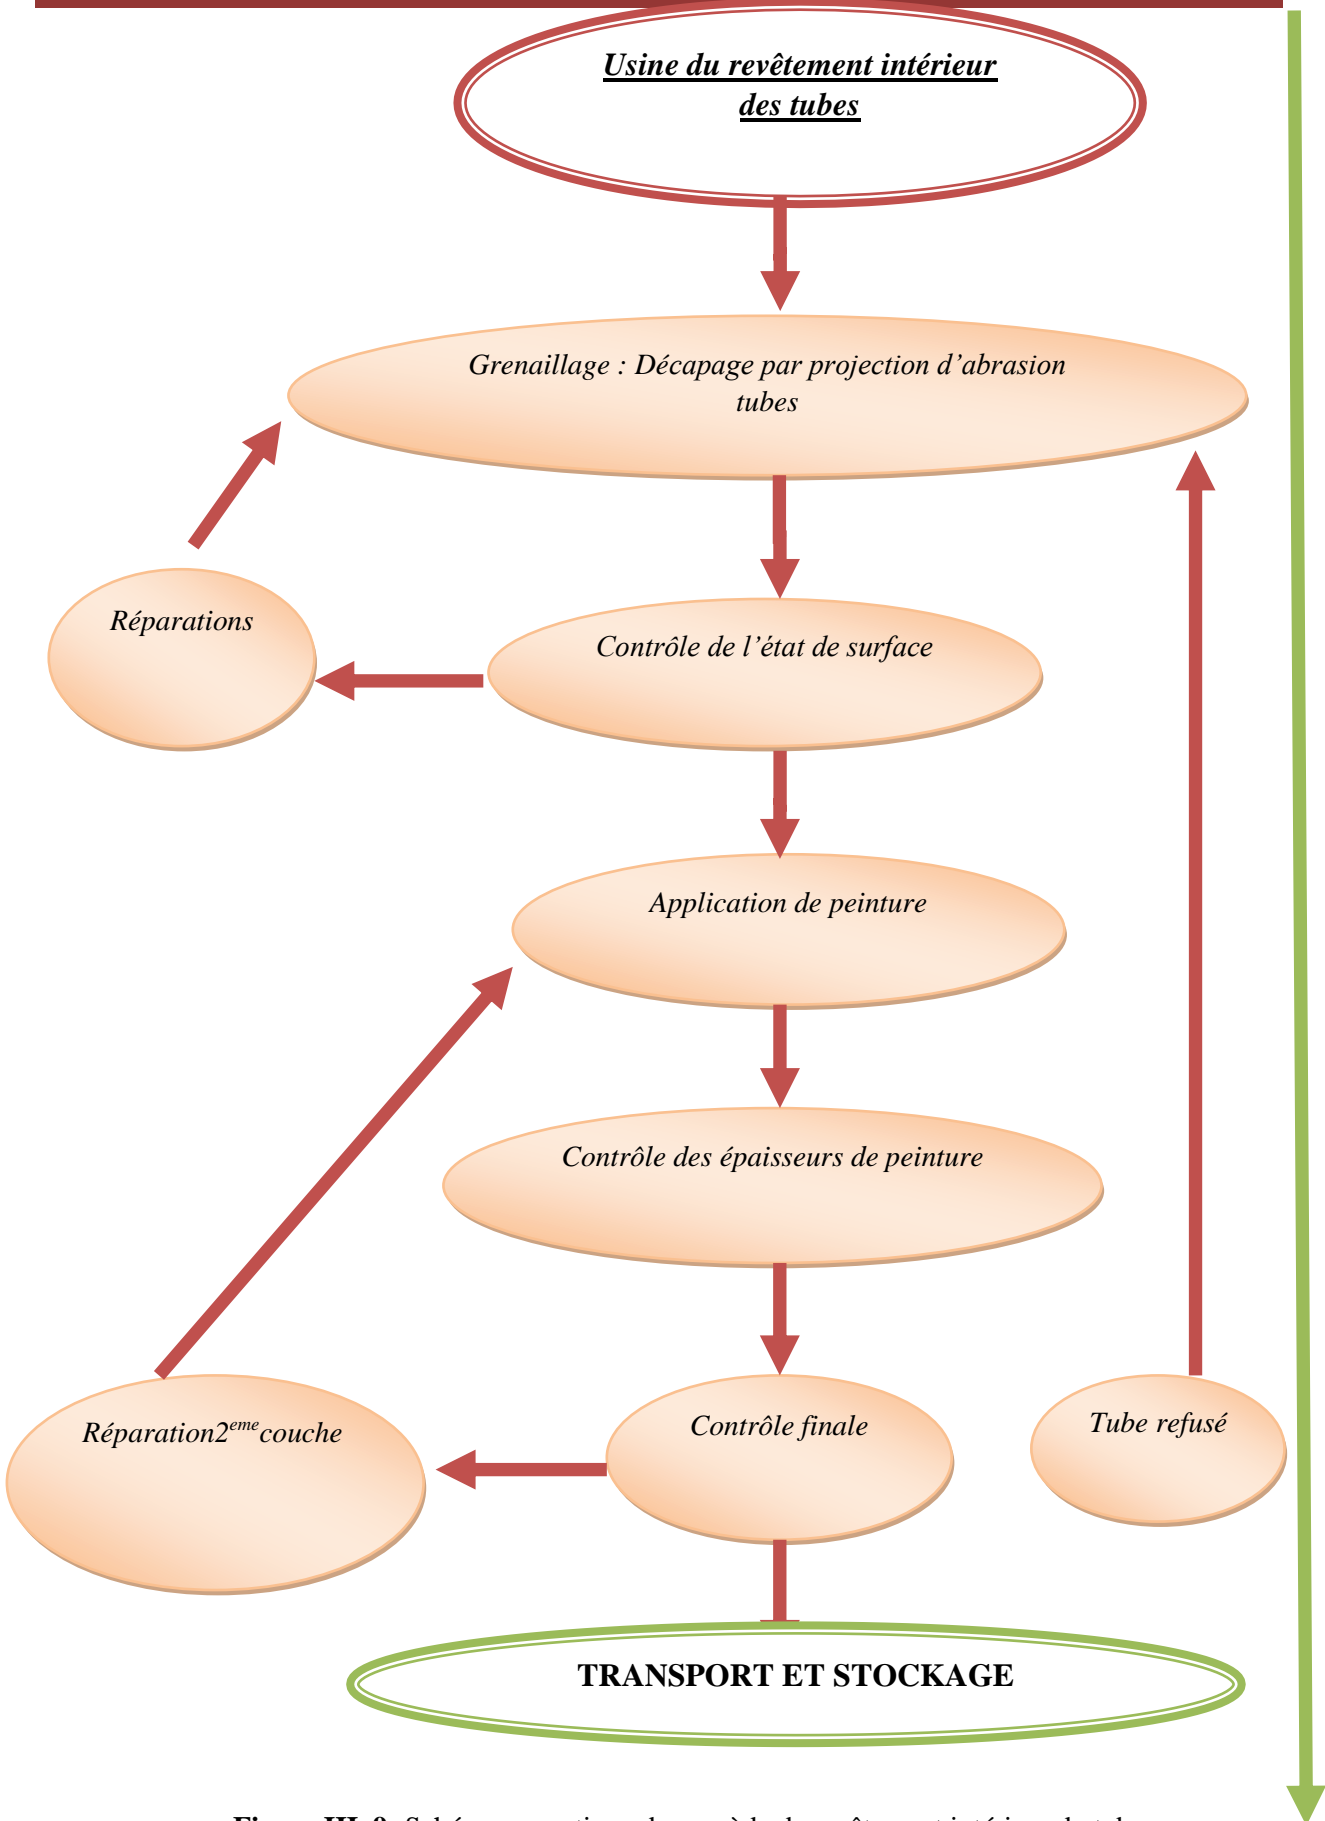 Usine du revêtement intérieur
des tubes
Grenaillage : Décapage par projection d’abrasion
tubes
Réparations
Contrôle de l’état de surface
Application de peinture
Contrôle des épaisseurs de peinture
Réparation2eme couche
Contrôle finale
Tube refusé
TRANSPORT ET STOCKAGE